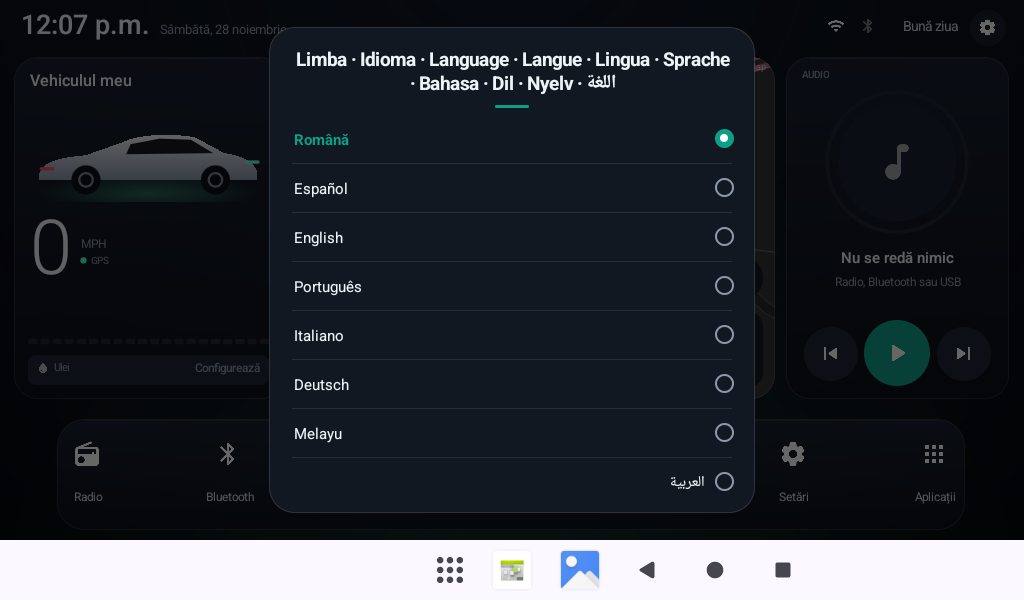 12:07 p.m.
Sâmbătă, 28 noiembrie
Bună ziua
Vehiculul meu
0
MPH
GPS
Ulei
Configurează
Limba · Idioma · Language · Langue · Lingua · Sprache
· Bahasa · Dil · Nyelv · اللغة
Română
Español
English
Português
Italiano
Deutsch
Melayu
العربية
AUDIO
Nu se redă nimic
Radio, Bluetooth sau USB
Radio
Bluetooth
Setări
Aplicații